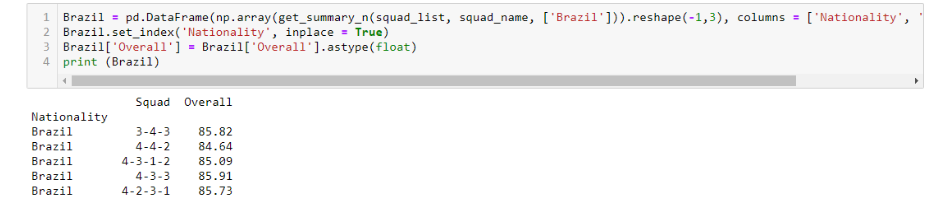 1 Brazil = pd.DataFrame(np.array(get_summary_n(squad_list, squad_name, ['Brazil'])).reshape(-1,3), columns = ['Nationality', '
2 Brazil.set_index('Nationality', inplace = True)
3 Brazil['Overall'] = Brazil['Overall'].astype(float)
4 print (Brazil)
Squad Overall
Nationality
Brazil 3-4-3 85.82
Brazil 4-4-2 84.64
Brazil 4-3-1-2 85.09
Brazil 4-3-3 85.91
Brazil 4-2-3-1 85.73